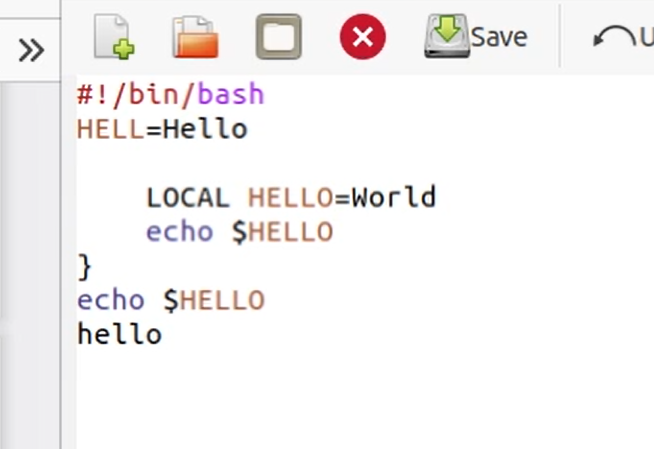 Save
U
#!/bin/bash
HELL=Hello
LOCAL HELLO=World
echo $HELLO
}
echo $HELLO
hello